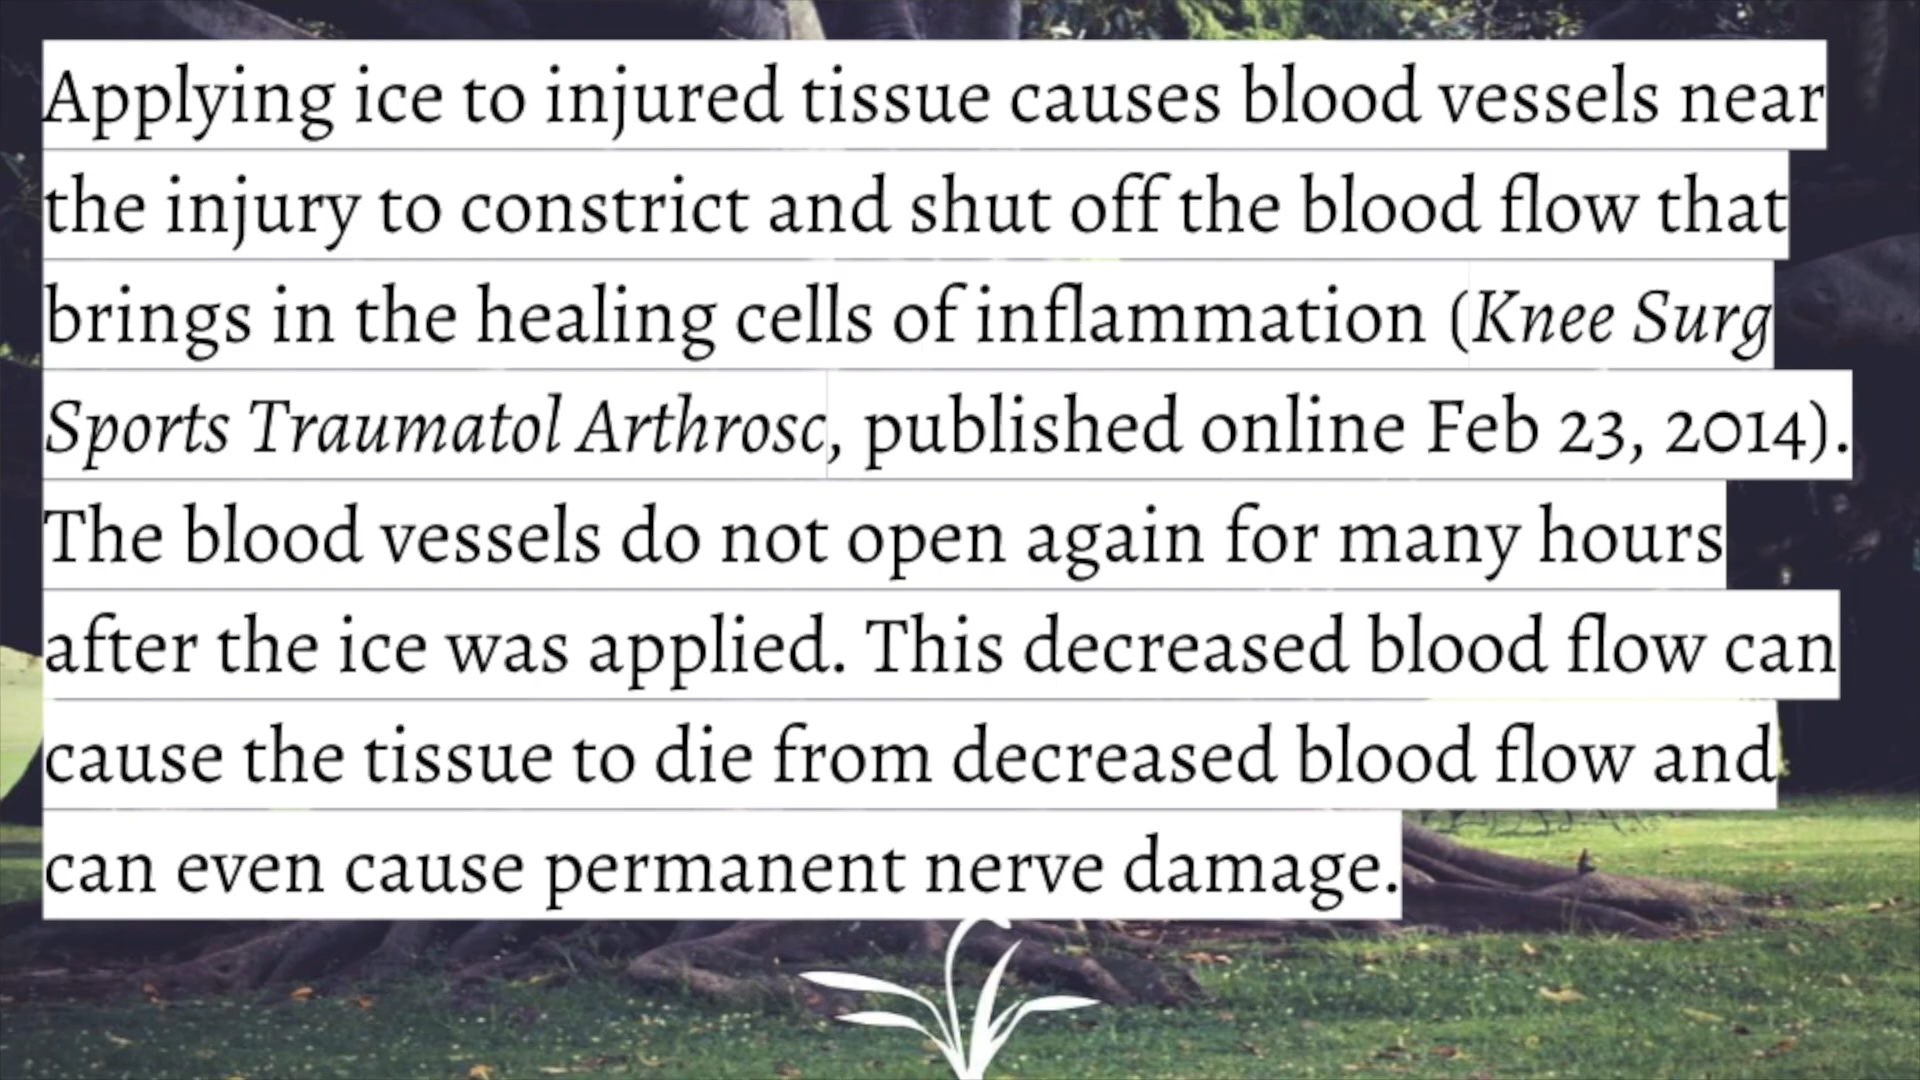 Applying ice to injured tissue causes blood vessels near
the injury to constrict and shut off the blood flow that
brings in the healing cells of inflammation (Knee Surg
Sports Traumatol Arthrosc, published online Feb 23, 2014).
The blood vessels do not open again for many hours
after the ice was applied. This decreased blood flow can
cause the tissue to die from decreased blood flow and
can even cause permanent nerve damage.